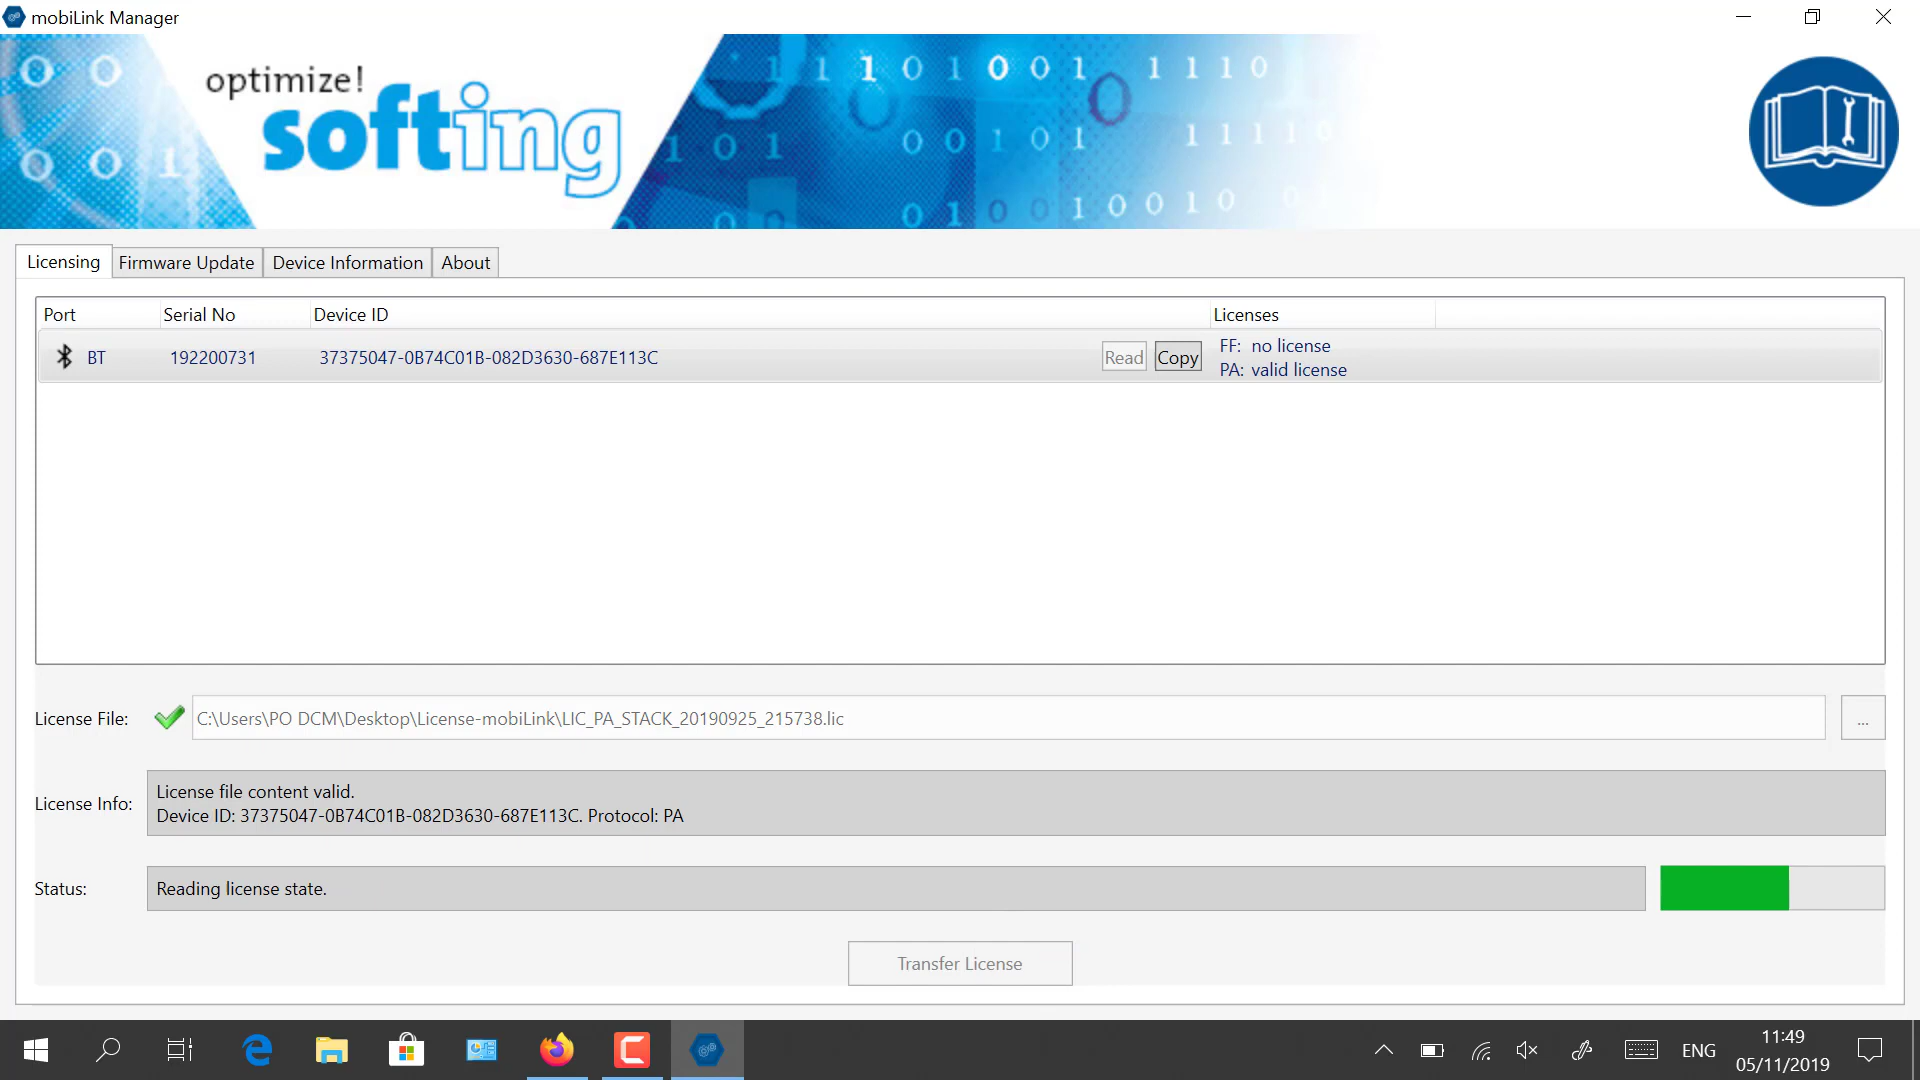 mobiLink Manager
optimize!
softing
Licensing
Firmware Update
Device Information
About
Port Serial No Device ID Licenses
BT 192200731 37375047-0B74C01B-082D3630-687E113C Read Copy
FF: no license
PA: valid license
License File: C:\Users\PO DCM\Desktop\License-mobiLink\LIC_PA_STACK_20190925_215738.lic ...
License Info:
License file content valid.
Device ID: 37375047-0B74C01B-082D3630-687E113C. Protocol: PA
Status: Reading license state.
Transfer License
ENG
11:49
05/11/2019